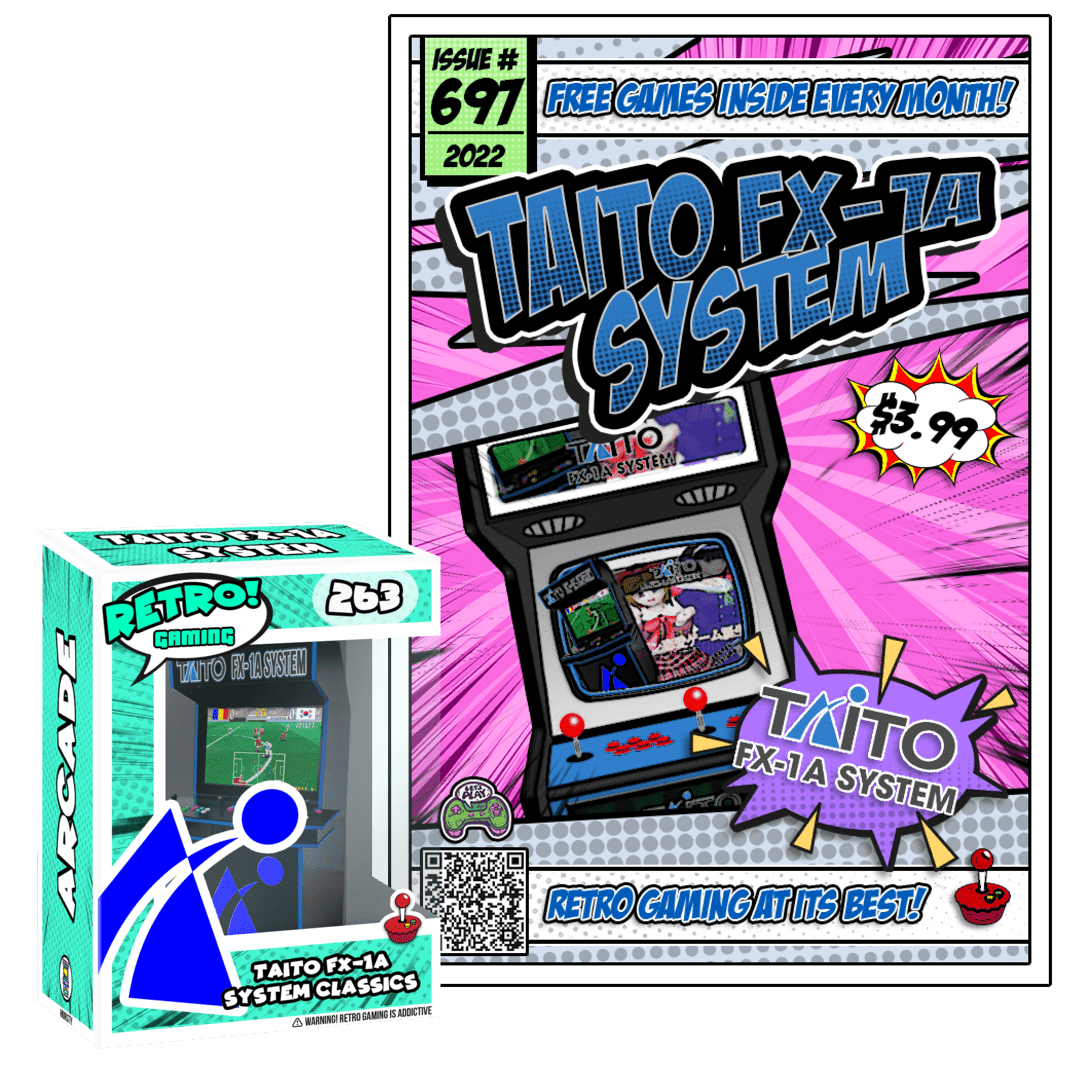 ISSUE #
697
2022
FREE GAMES INSIDE EVERY MONTH!
TAITO FX-1A
SYSTEM
$3.99
TAITO
FX-1A SYSTEM
TAITO
FX-1A SYSTEM
LET'S
PLAY
RETRO GAMING AT ITS BEST!
TAITO FX-1A
SYSTEM
RETRO!
GAMING
263
TAITO FX-1A SYSTEM
ARCADE
TAITO FX-1A
SYSTEM CLASSICS
WARNING! RETRO GAMING IS ADDICTIVE